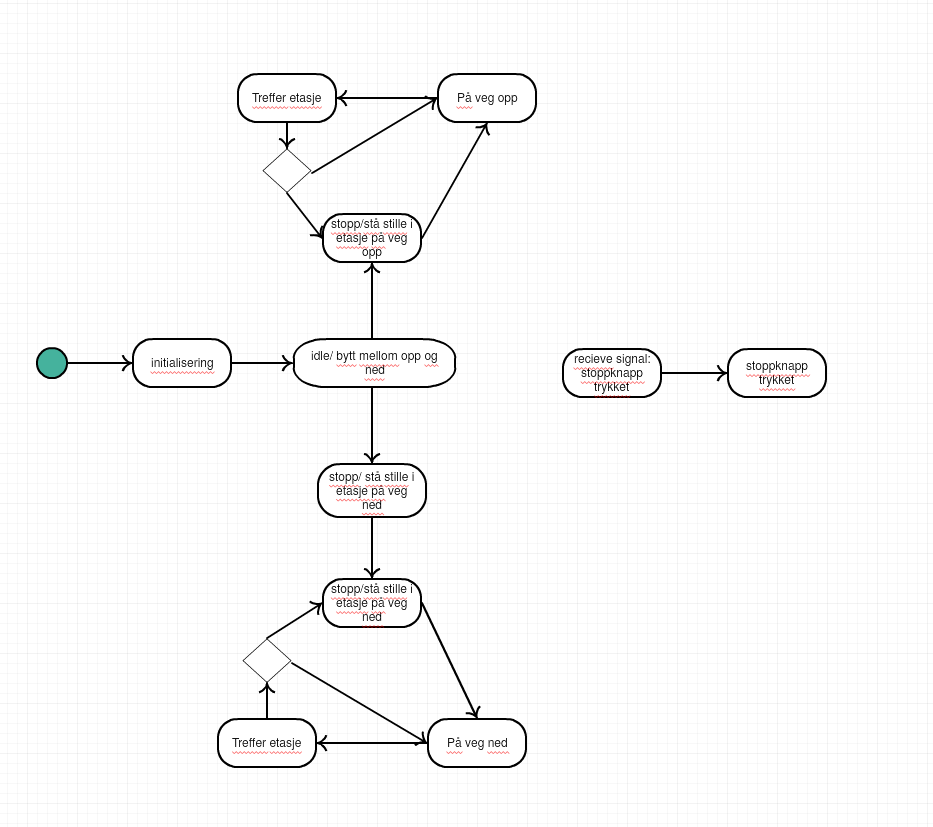 Treffer etasje
På veg opp
stopp/stå stille i
etasje på veg
opp
initialisering
idle/ bytt mellom opp og
ned
recieve signal:
stoppknapp
trykket
stoppknapp
trykket
stopp/ stå stille i
etasje på veg
ned
stopp/stå stille i
etasje på veg
ned
Treffer etasje
På veg ned